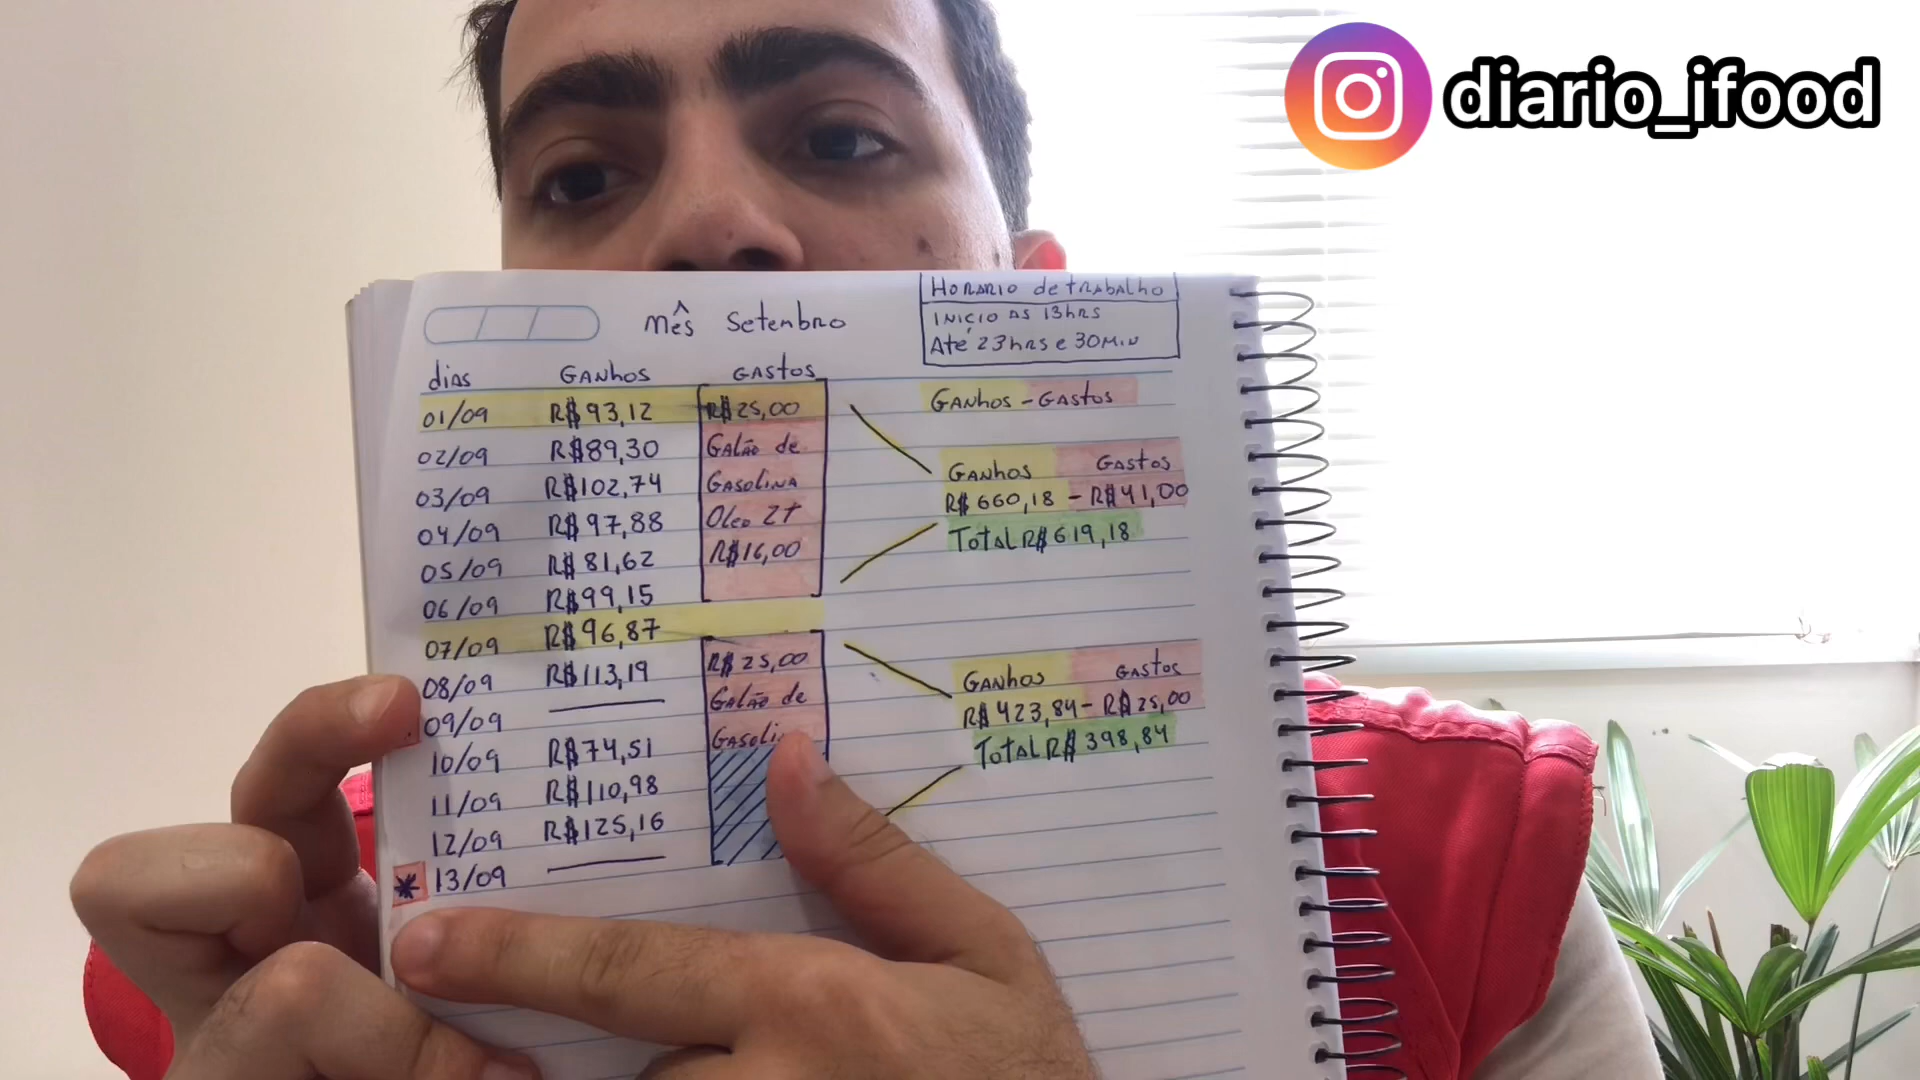 diario_ifood
Mês Setembro
Horario de trabalho
Inicio as 13hrs
Até 23hrs e 30min
dias Ganhos Gastos
01/09 R$93,12 R$25,00
02/09 R$89,30 Galão de
03/09 R$102,74 Gasolina
04/09 R$97,88 Oleo 2t
05/09 R$81,62 R$16,00
06/09 R$99,15
07/09 R$96,87
08/09 R$113,19 R$25,00
09/09 Galão de
10/09 R$74,51
11/09 R$110,98
12/09 R$125,16
* 13/09
Ganhos - Gastos
Ganhos Gastos
R$660,18 - R$41,00
Total R$619,18
Ganhos Gastos
R$423,84 - R$25,00
Total R$398,84